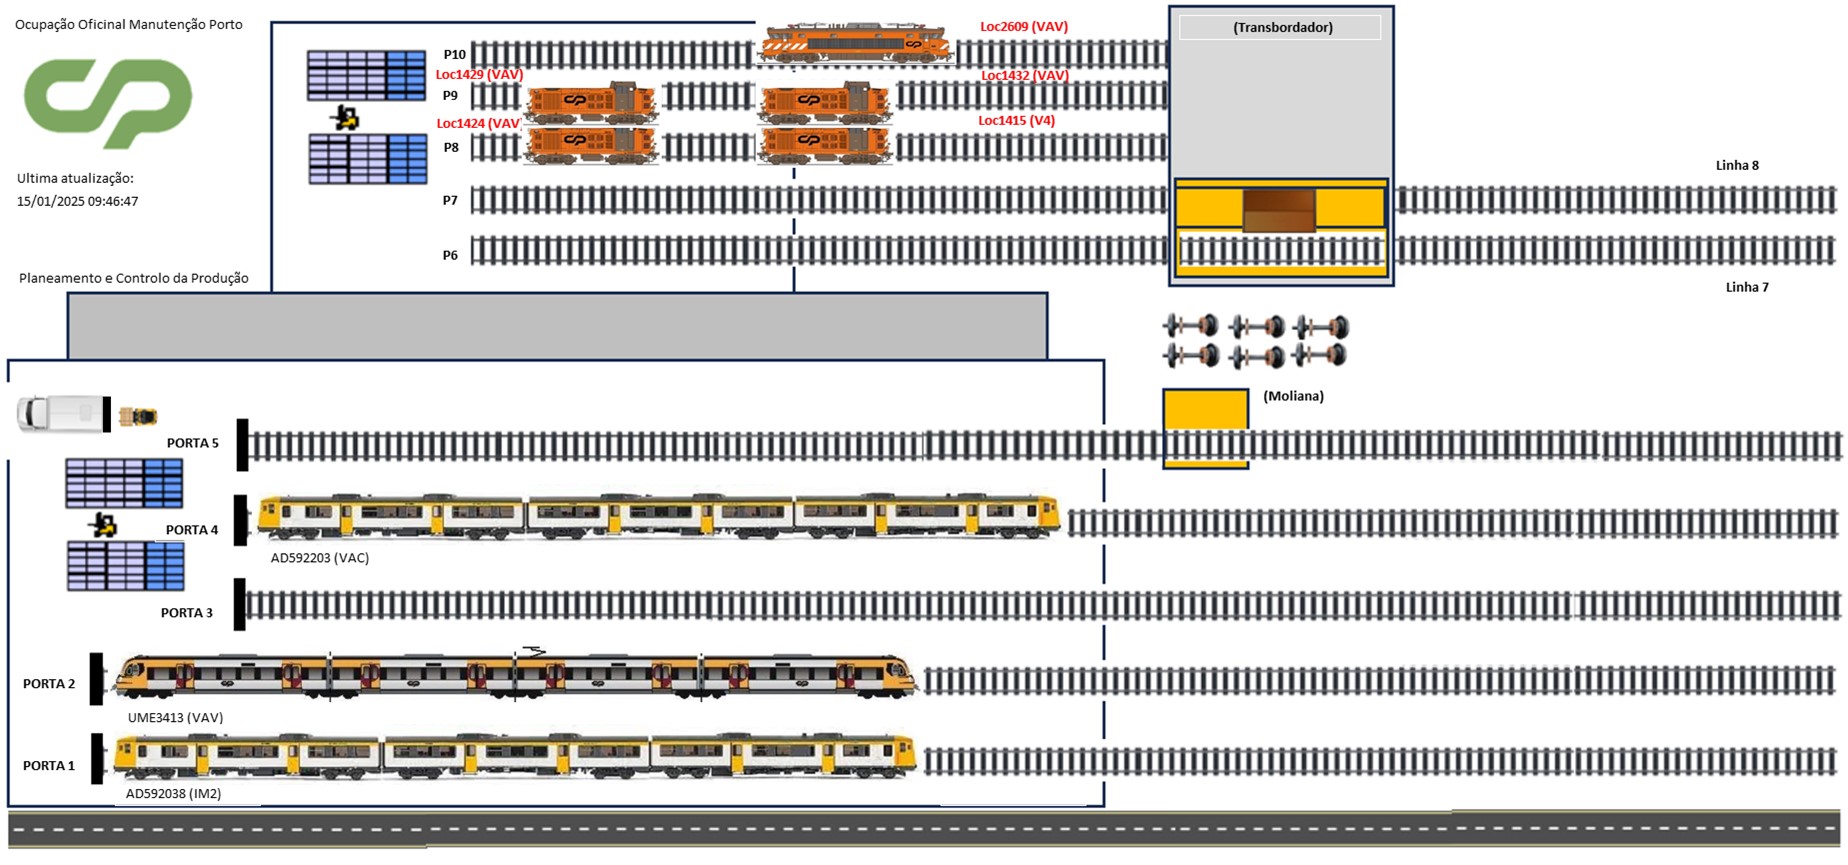 Ocupação Oficinal Manutenção Porto
Loc2609 (VAV)
(Transbordador)
P10
Loc1429 (VAV)
Loc1432 (VAV)
P9
Loc1424 (VAV)
Loc1415 (V4)
P8
Linha 8
Ultima atualização:
15/01/2025 09:46:47
P7
P6
Planeamento e Controlo da Produção
Linha 7
(Moliana)
PORTA 5
PORTA 4
AD592203 (VAC)
PORTA 3
PORTA 2
UME3413 (VAV)
PORTA 1
AD592038 (IM2)